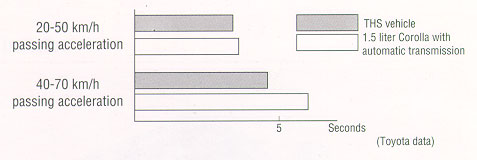 20-50 km/h
passing acceleration
40-70 km/h
passing acceleration
THS vehicle
1.5 liter Corolla with
automatic transmission
5 Seconds
(Toyota data)